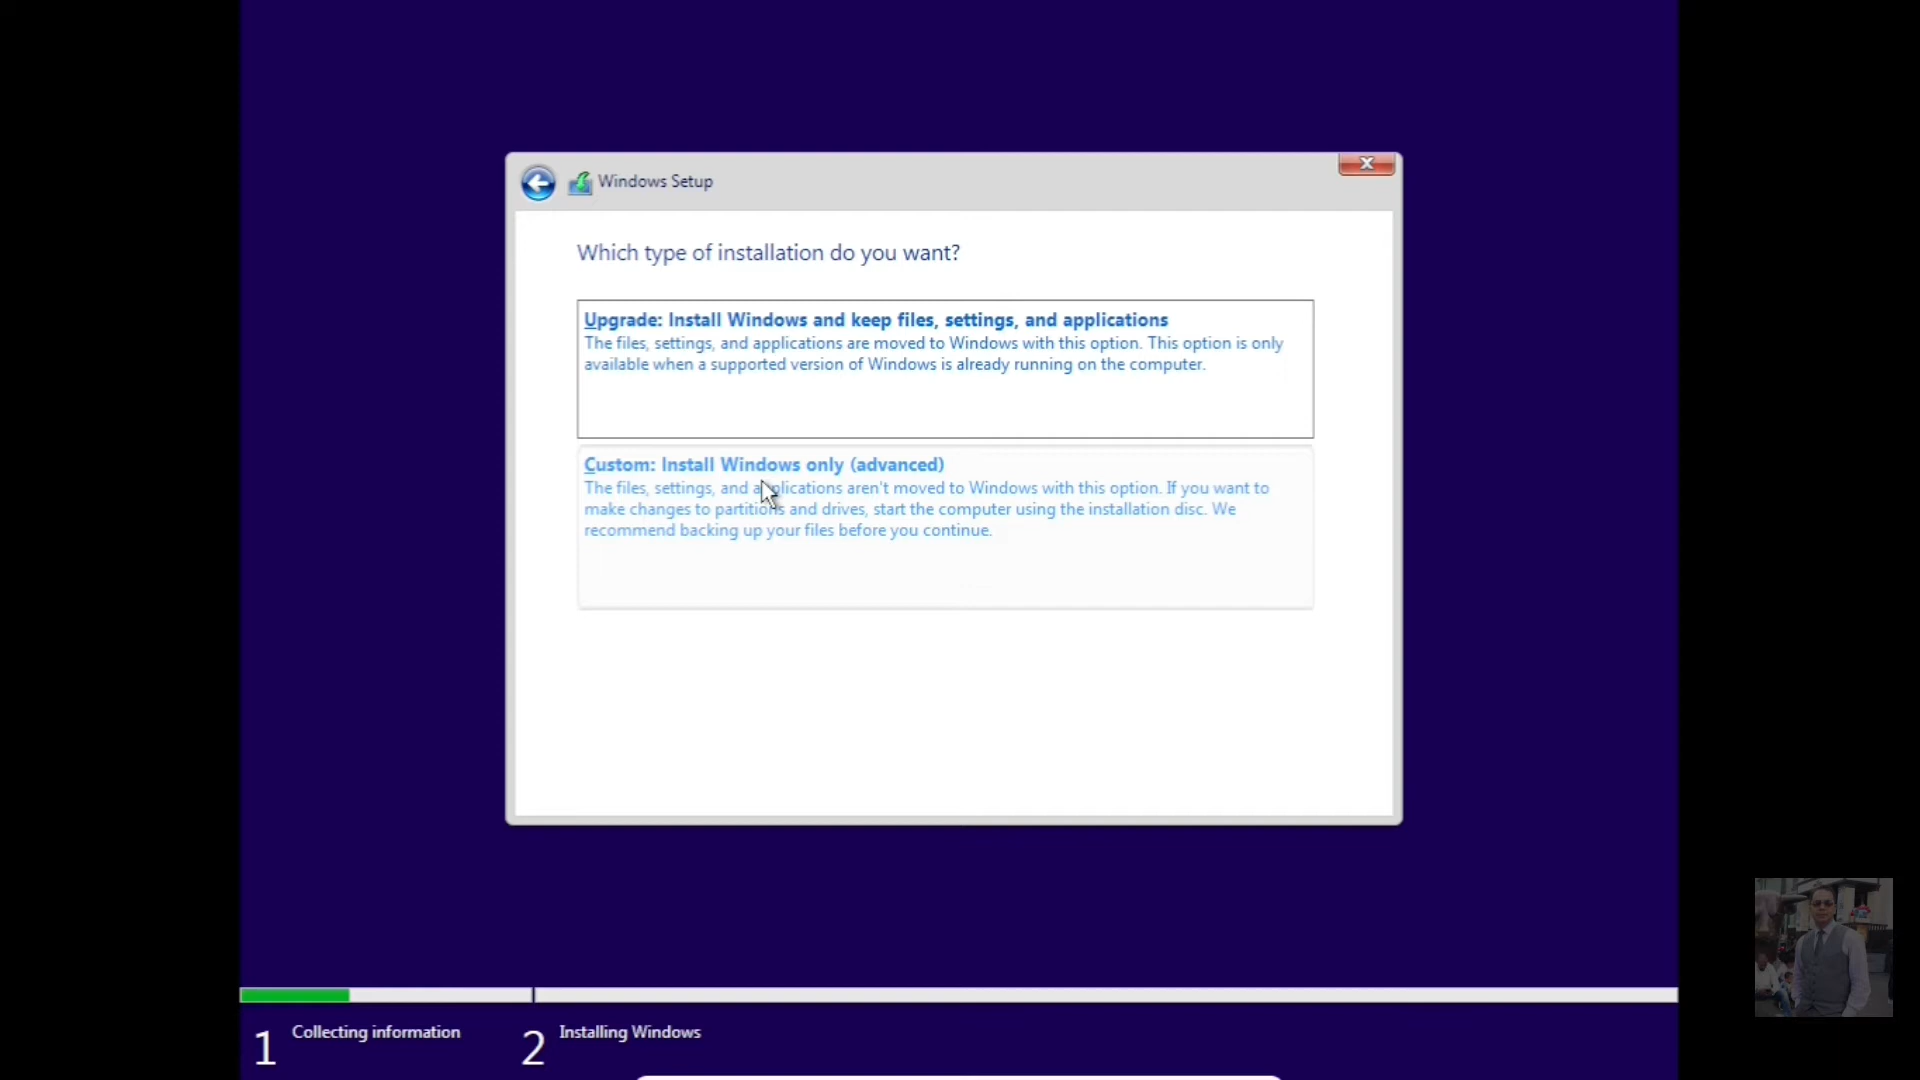 Windows Setup
Which type of installation do you want?
Upgrade: Install Windows and keep files, settings, and applications
The files, settings, and applications are moved to Windows with this option. This option is only
available when a supported version of Windows is already running on the computer.
Custom: Install Windows only (advanced)
The files, settings, and applications aren't moved to Windows with this option. If you want to
make changes to partitions and drives, start the computer using the installation disc. We
recommend backing up your files before you continue.
1 Collecting information
2 Installing Windows